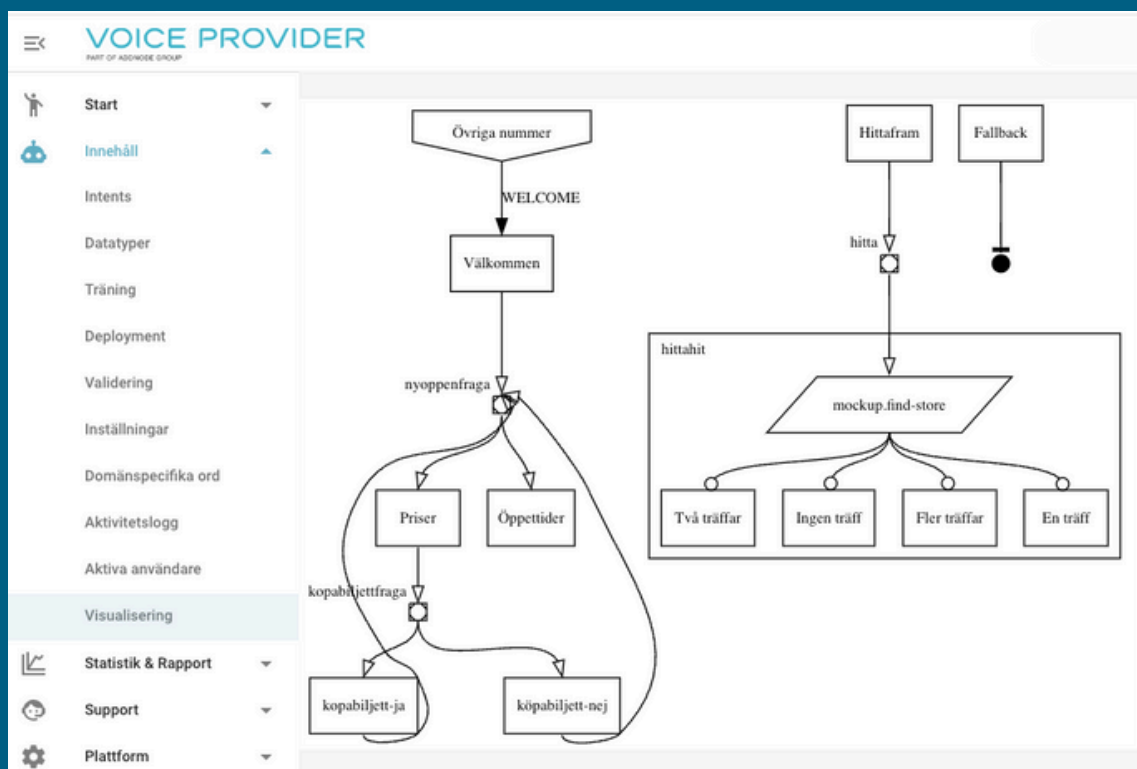 VOICE PROVIDER
PART OF ADDNODE GROUP
Start
Innehåll
Intents
Datatyper
Träning
Deployment
Validering
Inställningar
Domänspecifika ord
Aktivitetslogg
Aktiva användare
Visualisering
Statistik & Rapport
Support
Plattform
Övriga nummer
WELCOME
Välkommen
nyoppenfraga
Priser
Öppettider
kopabiljettfraga
kopabiljett-ja
köpabiljett-nej
Hittafram
Fallback
hitta
hittahit
mockup.find-store
Två träffar
Ingen träff
Fler träffar
En träff